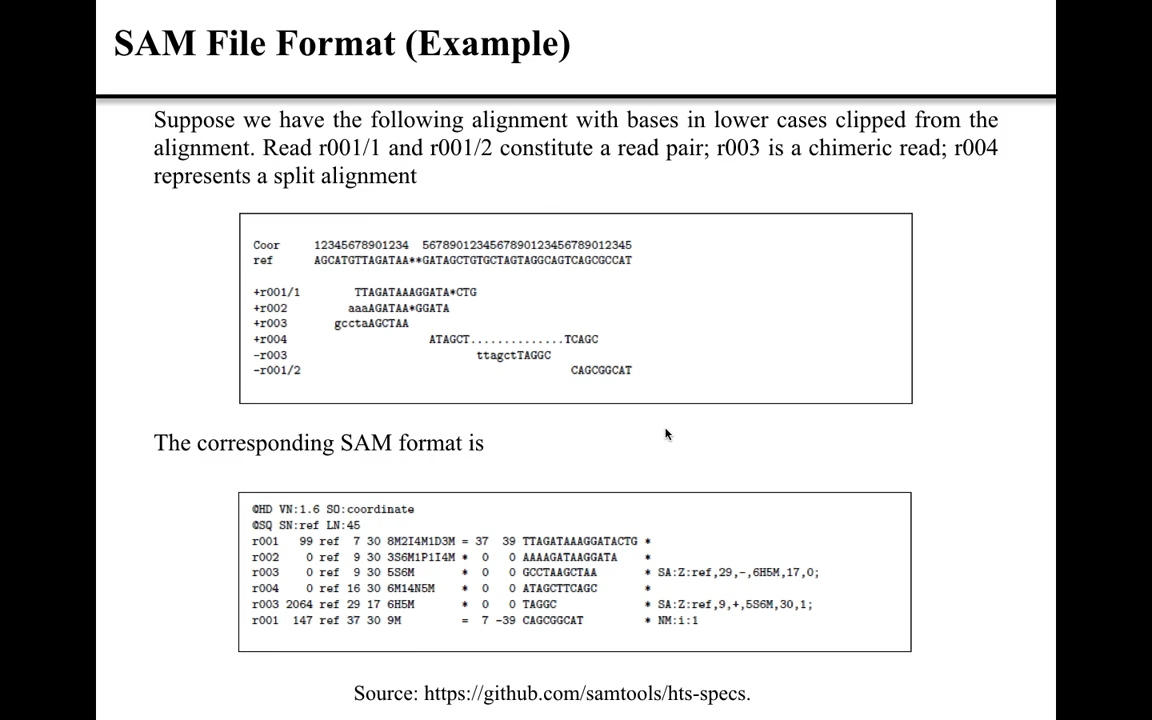 SAM File Format (Example)
Suppose we have the following alignment with bases in lower cases clipped from the
alignment. Read r001/1 and r001/2 constitute a read pair; r003 is a chimeric read; r004
represents a split alignment
Coor 12345678901234 5678901234567890123456789012345
ref AGCATGTTAGATAA**GATAGCTGTGCTAGTAGGCAGTCAGCGCCAT
+r001/1 TTAGATAAAGGATA*CTG
+r002 aaaAGATAA*GGATA
+r003 gcctaAGCTAA
+r004 ATAGCT..............TCAGC
-r003 ttagctTAGGC
-r001/2 CAGCGGCAT
The corresponding SAM format is
@HD VN:1.6 SO:coordinate
@SQ SN:ref LN:45
r001 99 ref 7 30 8M2I4M1D3M = 37 39 TTAGATAAAGGATACTG *
r002 0 ref 9 30 3S6M1P1I4M * 0 0 AAAAGATAAGGATA *
r003 0 ref 9 30 5S6M * 0 0 GCCTAAGCTAA * SA:Z:ref,29,-,6H5M,17,0;
r004 0 ref 16 30 6M14N5M * 0 0 ATAGCTTCAGC *
r003 2064 ref 29 17 6H5M * 0 0 TAGGC * SA:Z:ref,9,+,5S6M,30,1;
r001 147 ref 37 30 9M = 7 -39 CAGCGGCAT * NM:i:1
Source: https://github.com/samtools/hts-specs.